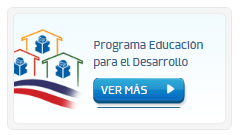 Programa Educación
para el Desarrollo
VER MÁS